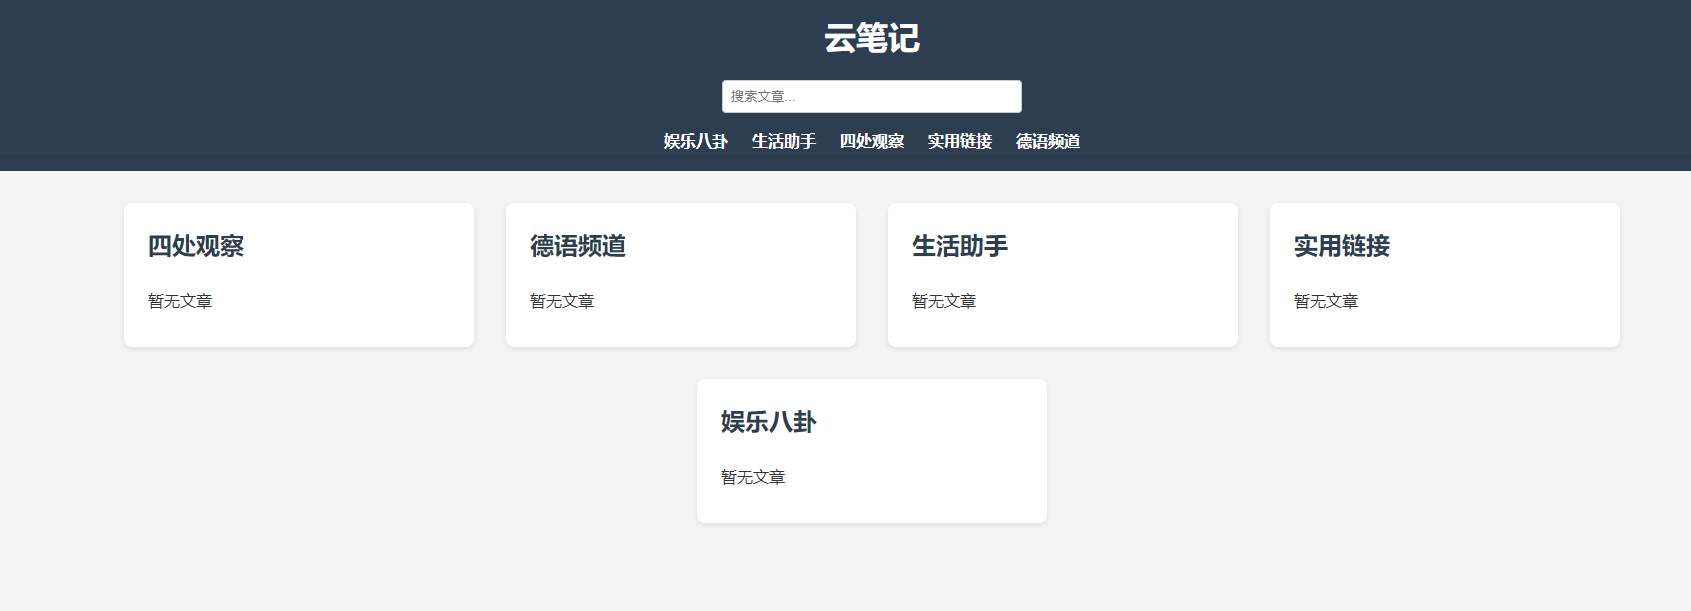 云笔记
搜索文章...
娱乐八卦 生活助手 四处观察 实用链接 德语频道
四处观察
暂无文章
德语频道
暂无文章
生活助手
暂无文章
实用链接
暂无文章
娱乐八卦
暂无文章